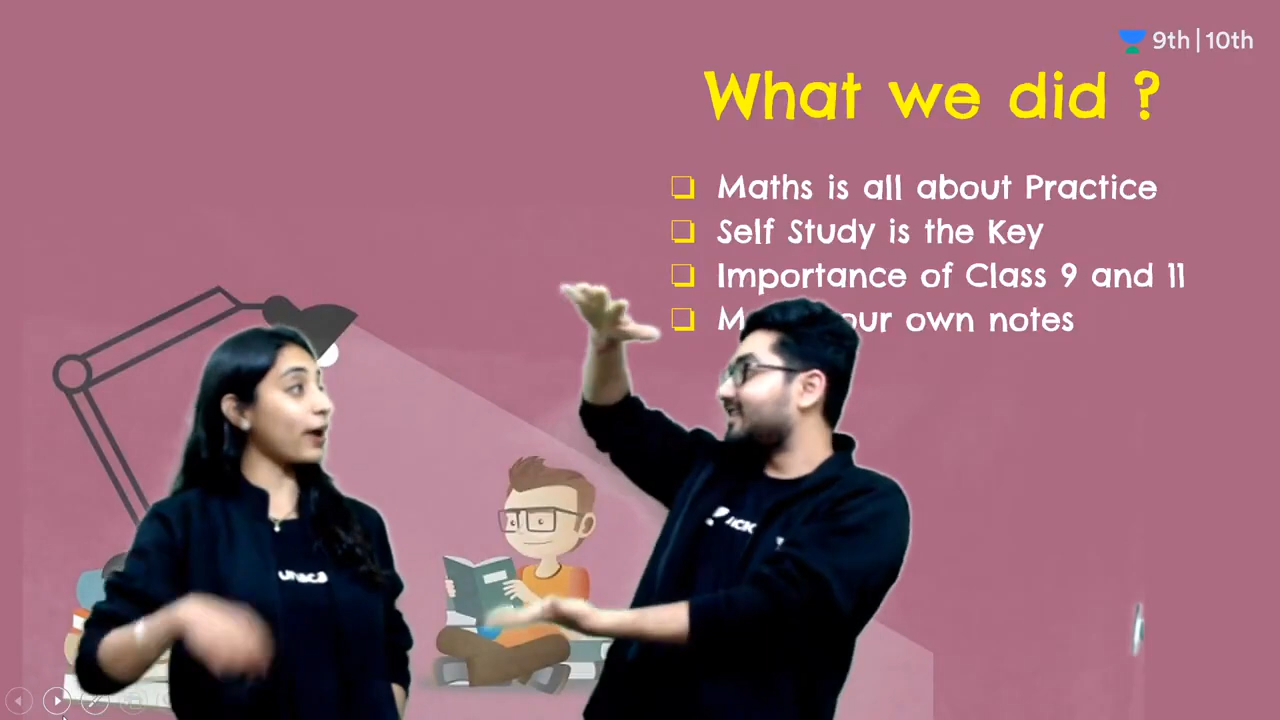 9th|10th
What we did ?
❏ Maths is all about Practice
❏ Self Study is the Key
❏ Importance of Class 9 and 11
❏ own notes